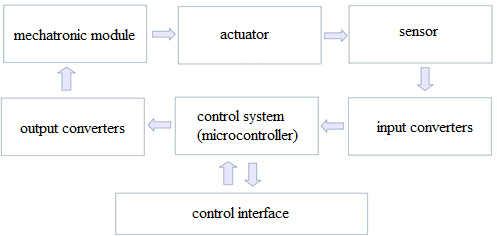 mechatronic module
actuator
sensor
output converters
control system
(microcontroller)
input converters
control interface